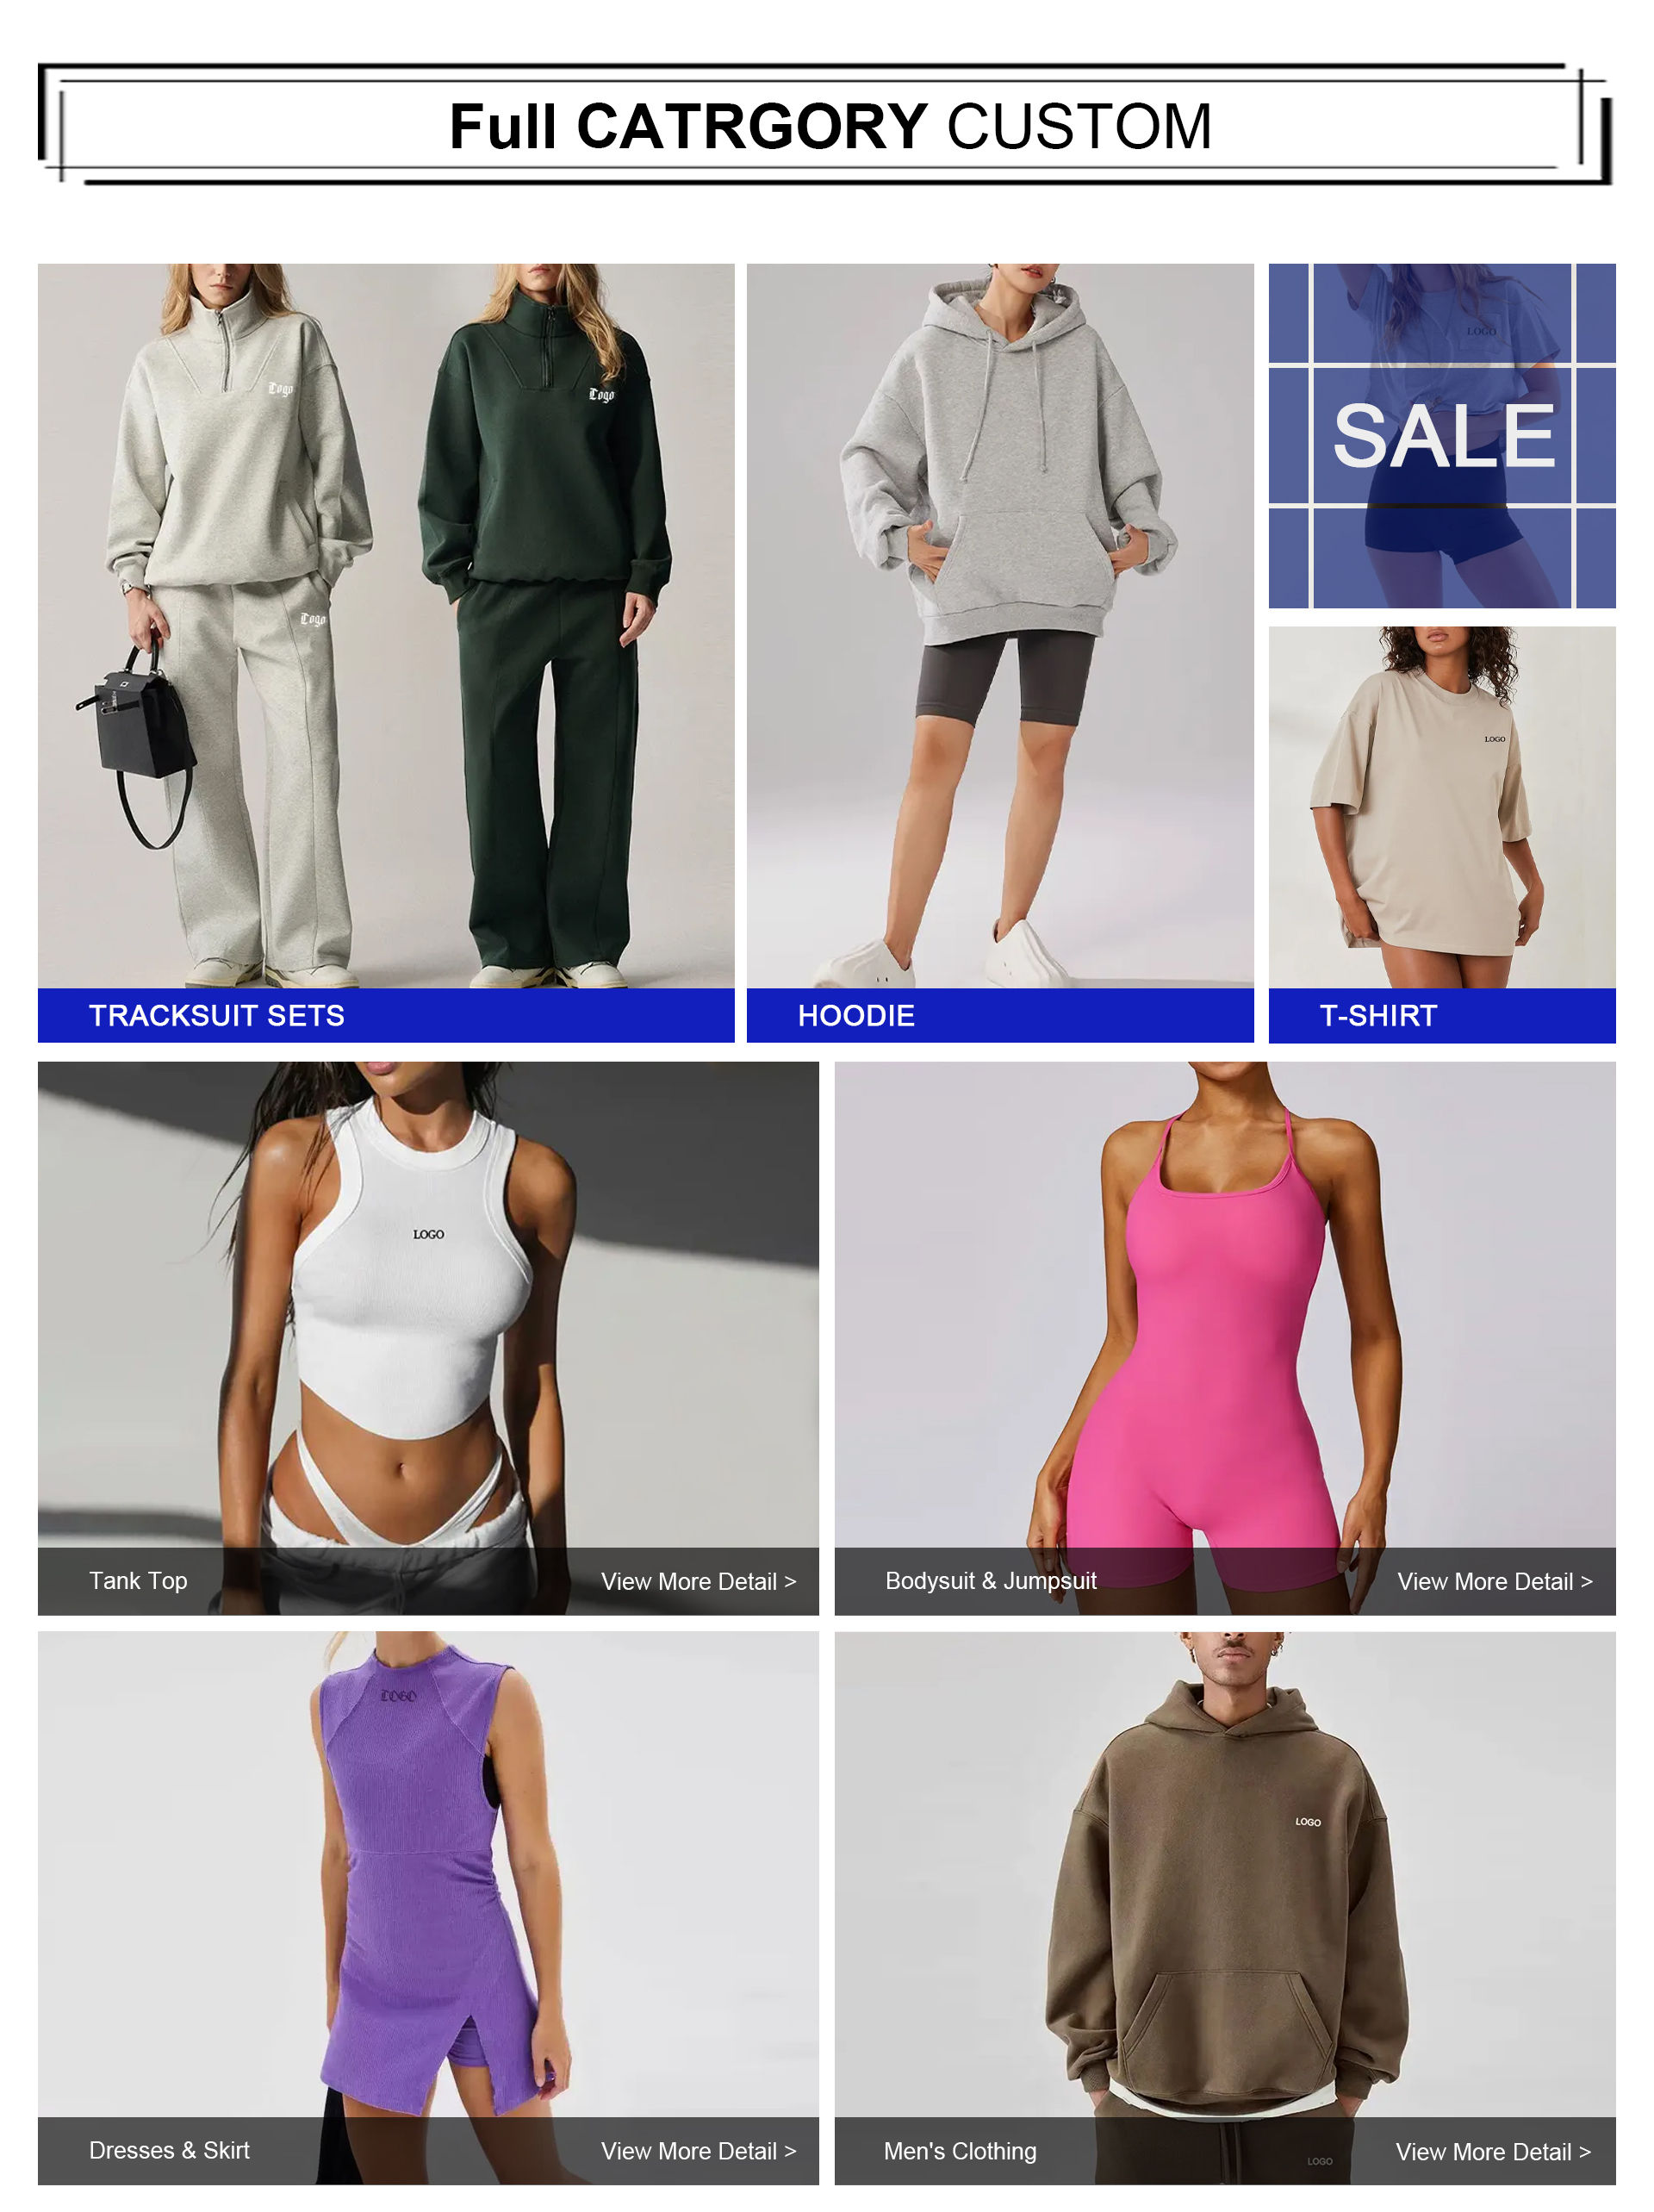 Full CATRGORY CUSTOM
Logo
Logo
Logo
LOGO
SALE
LOGO
TRACKSUIT SETS
HOODIE
T-SHIRT
LOGO
Tank Top
View More Detail >
Bodysuit & Jumpsuit
View More Detail >
LOGO
LOGO
Dresses & Skirt
View More Detail >
Men's Clothing
LOGO
View More Detail >